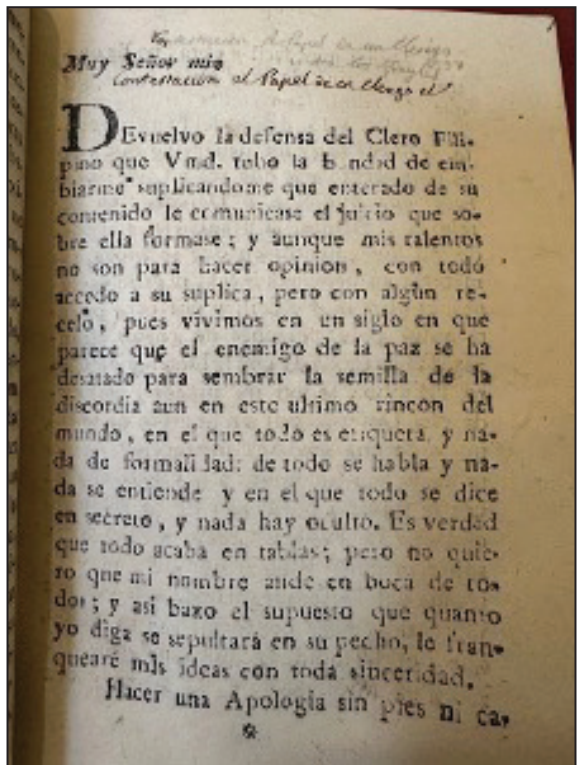 Contestacion al Papel de un Clerigo
Muy Señor mio
Contestacion al Papel de un Clerigo el
DEvuelvo la defensa del Clero Fili-
pino que Vmd. tubo la bondad de em-
biarme suplicandome que enterado de su
contenido le comunicase el juicio que so-
bre ella formase; y aunque mis talentos
no son para hacer opinion, con todo
accedo a su suplica, pero con algùn re-
celo, pues vivimos en un siglo en que
parece que el enemigo de la paz se ha
desatado para sembrar la semilla de la
discordia aun en este ultimo rincon del
mundo, en el que todo es etiqueta, y na-
da de formalidad: de todo se habla y na-
da se entiende y en el que todo se dice
en secreto, y nada hay oculto. Es verdad
que todo acaba en tablas; pero no quie-
ro que mi nombre ande en boca de to-
dos; y asi baxo el supuesto que quanto
yo diga se sepultará en su pecho, le fran-
quearé mis ideas con toda sinceridad.
Hacer una Apologia sin pies ni ca-